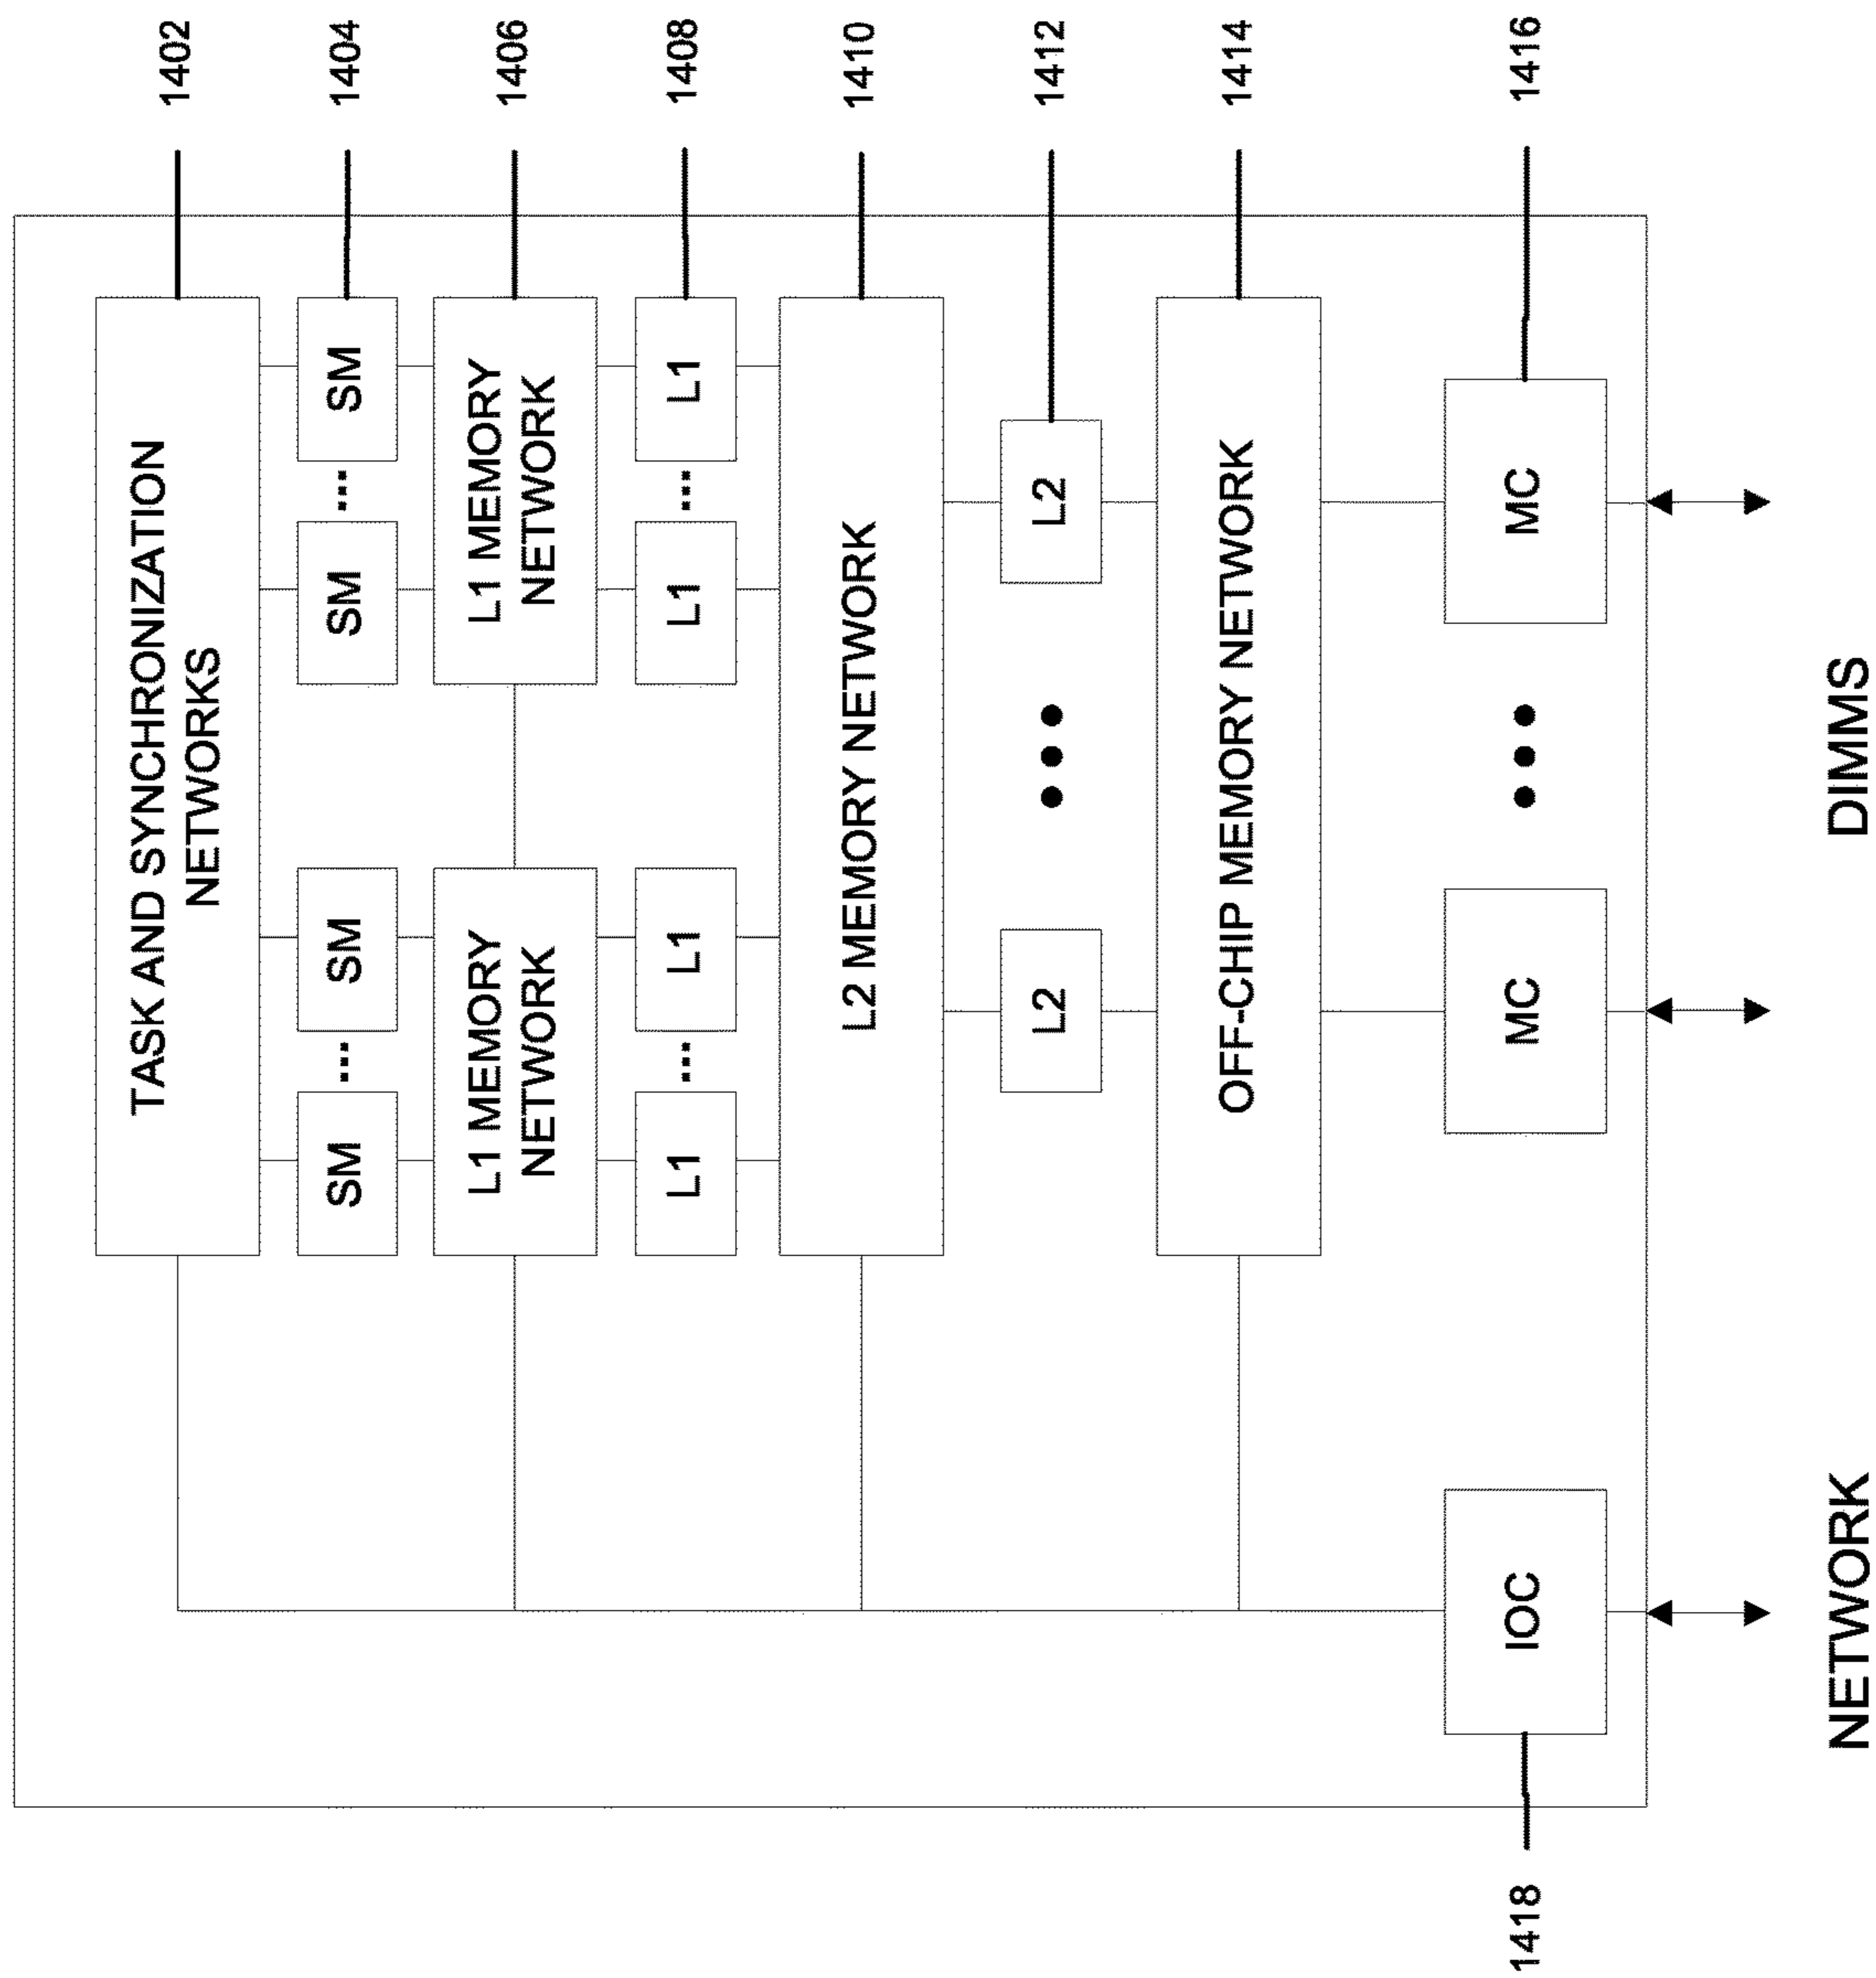 TASK AND SYNCHRONIZATION
NETWORKS
1402
SM
...
SM
SM
...
SM
1404
L1 MEMORY
NETWORK
L1 MEMORY
NETWORK
1406
L1
...
L1
L1
...
L1
1408
L2 MEMORY NETWORK
1410
L2
•••
L2
1412
OFF-CHIP MEMORY NETWORK
1414
1418
IOC
MC
•••
MC
1416
NETWORK
DIMMS